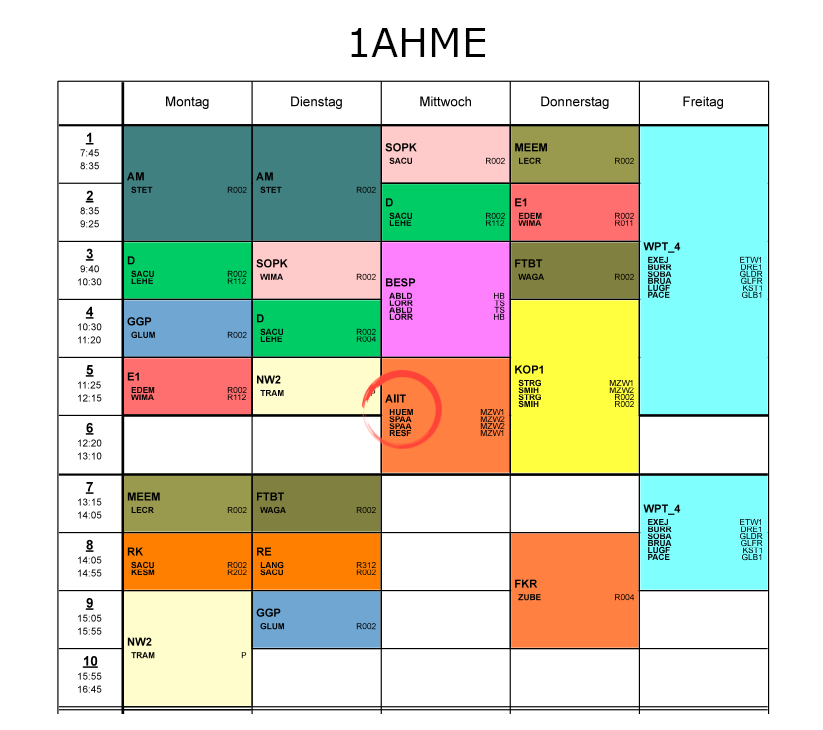 1AHME
Montag Dienstag Mittwoch Donnerstag Freitag
1
7:45
8:35
AM
STET R002
AM
STET R002
SOPK
SACU R002
MEEM
LECR R002
WPT_4
EXEJ ETW1
BURR DRE1
SOBA GLDR
BRUA GLFR
LUGF KST1
PACE GLB1
2
8:35
9:25
D
SACU R002
LEHE R112
E1
EDEM R002
WIMA R011
3
9:40
10:30
D
SACU R002
LEHE R112
SOPK
WIMA R002
BESP
ABLD HB
LORR TS
ABLD TS
LORR HB
FTBT
WAGA R002
4
10:30
11:20
GGP
GLUM R002
D
SACU R002
LEHE R004
KOP1
STRG MZW1
SMIH MZW2
STRG R002
SMIH R002
5
11:25
12:15
E1
EDEM R002
WIMA R112
NW2
TRAM P
AIIT
HUEM MZW1
SPAA MZW2
SPAA MZW2
RESF MZW1
6
12:20
13:10
7
13:15
14:05
MEEM
LECR R002
FTBT
WAGA R002
WPT_4
EXEJ ETW1
BURR DRE1
SOBA GLDR
BRUA GLFR
LUGF KST1
PACE GLB1
8
14:05
14:55
RK
SACU R002
KESM R202
RE
LANG R312
SACU R002
FKR
ZUBE R004
9
15:05
15:55
NW2
TRAM P
GGP
GLUM R002
10
15:55
16:45